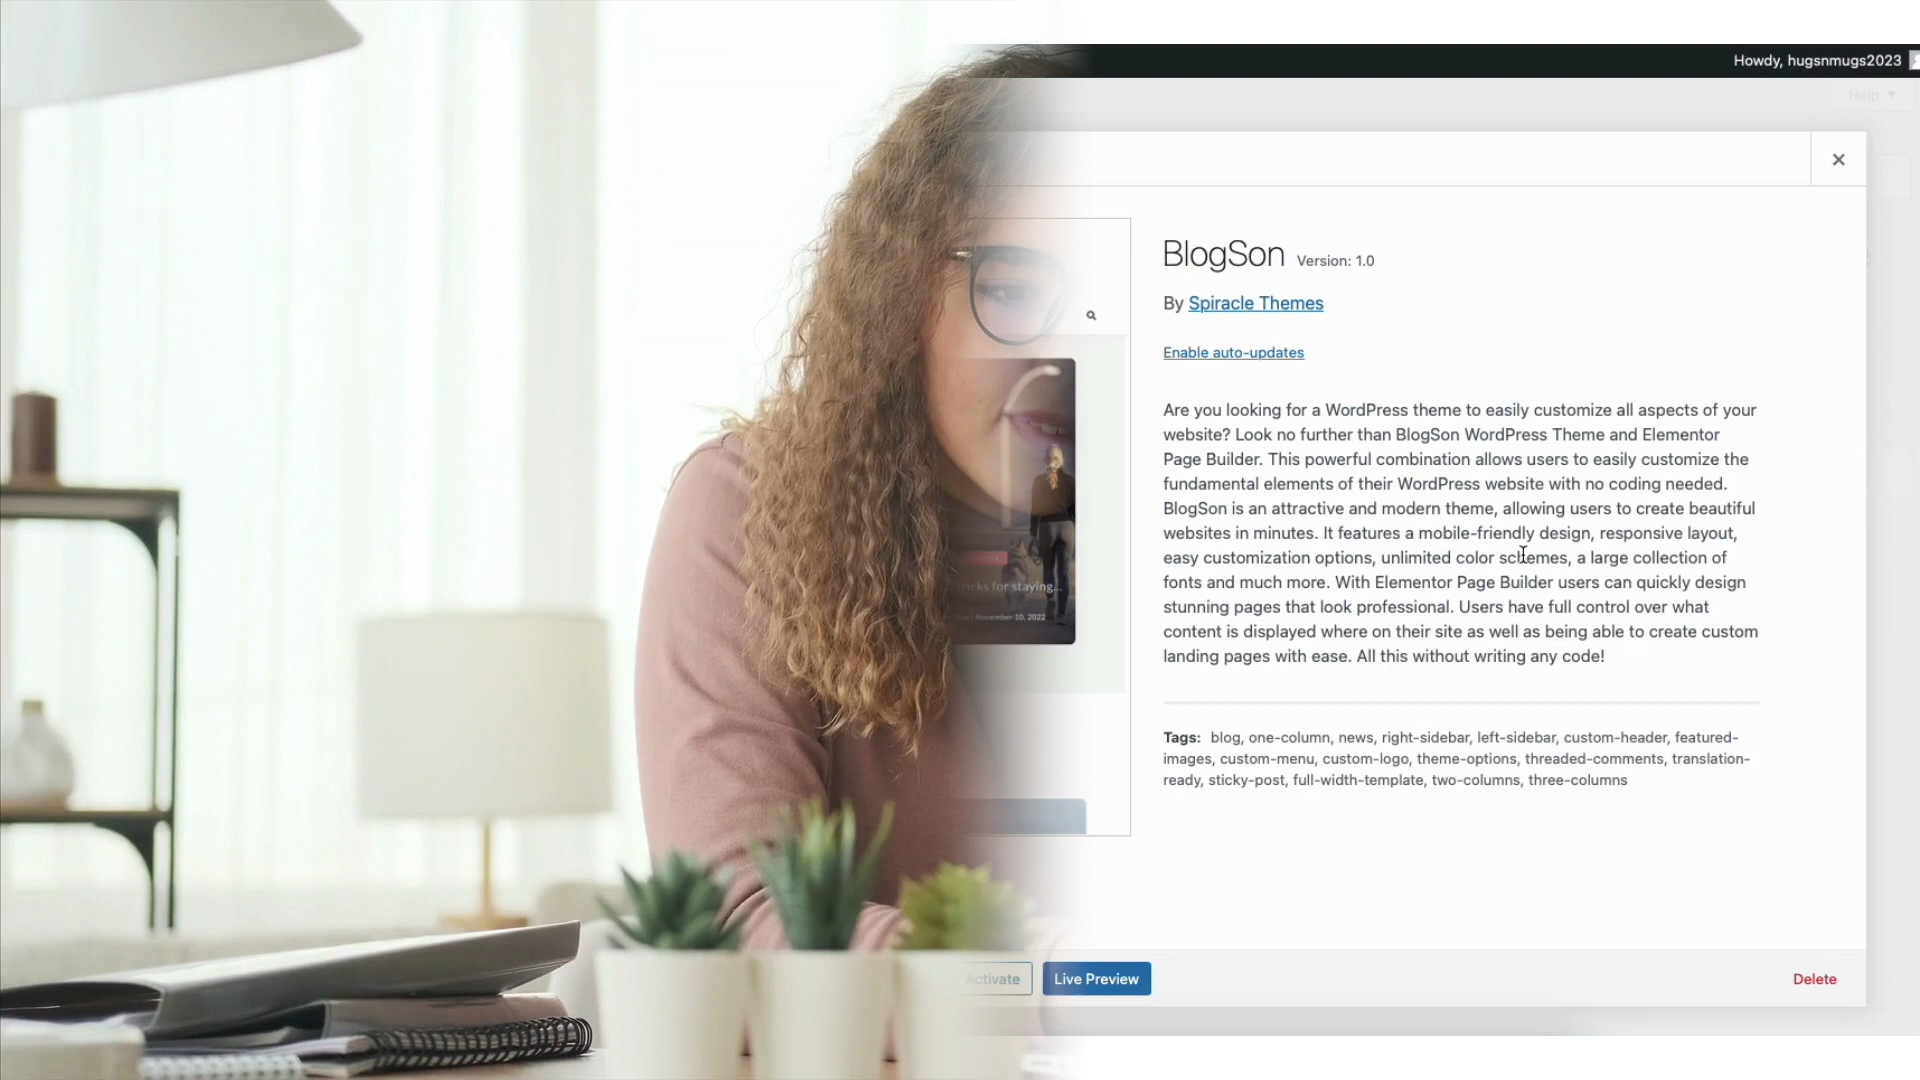 Howdy, hugsnmugs2023
Help
BlogSon Version: 1.0
By Spiracle Themes
Enable auto-updates
Are you looking for a WordPress theme to easily customize all aspects of your
website? Look no further than BlogSon WordPress Theme and Elementor
Page Builder. This powerful combination allows users to easily customize the
fundamental elements of their WordPress website with no coding needed.
BlogSon is an attractive and modern theme, allowing users to create beautiful
websites in minutes. It features a mobile-friendly design, responsive layout,
easy customization options, unlimited color schemes, a large collection of
fonts and much more. With Elementor Page Builder users can quickly design
stunning pages that look professional. Users have full control over what
content is displayed where on their site as well as being able to create custom
landing pages with ease. All this without writing any code!
Tags: blog, one-column, news, right-sidebar, left-sidebar, custom-header, featured-
images, custom-menu, custom-logo, theme-options, threaded-comments, translation-
ready, sticky-post, full-width-template, two-columns, three-columns
ricks for staying...
November 10, 2022
Activate
Live Preview
Delete